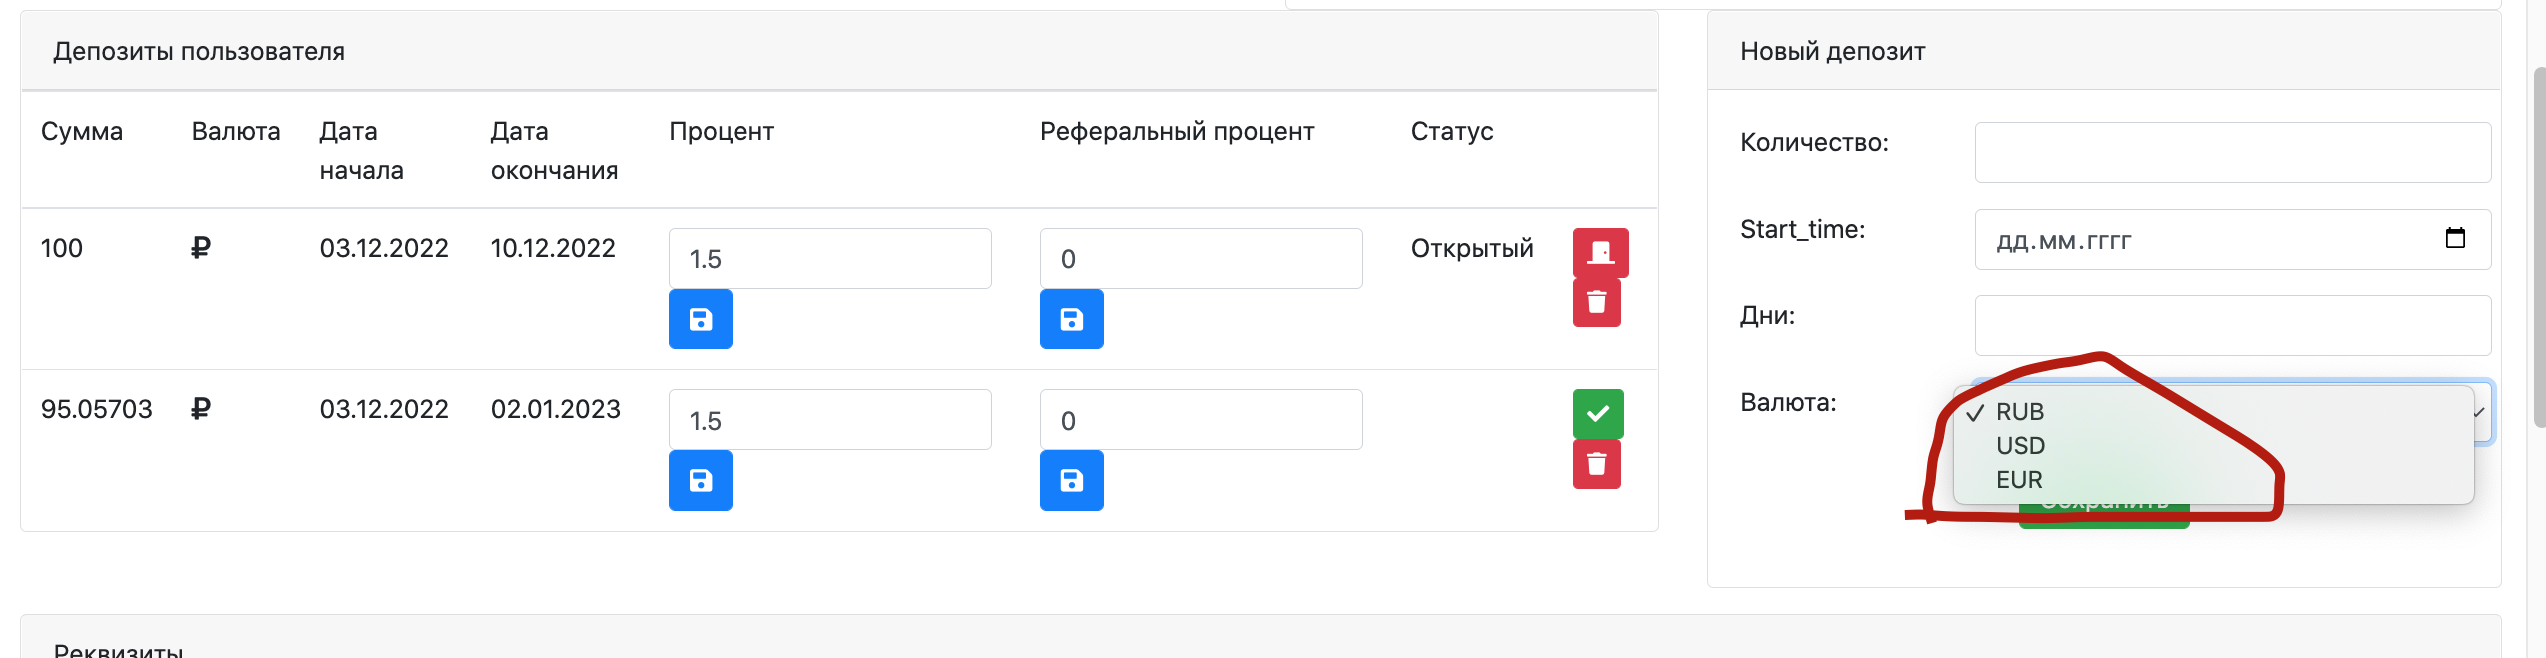 Депозиты пользователя
Сумма Валюта Дата начала Дата окончания Процент Реферальный процент Статус
100 ₽ 03.12.2022 10.12.2022 1.5 0 Открытый
95.05703 ₽ 03.12.2022 02.01.2023 1.5 0
Новый депозит
Количество:
Start_time: дд.мм.гггг
Дни:
Валюта:
✓ RUB
USD
EUR
Сохранить
Реквизиты